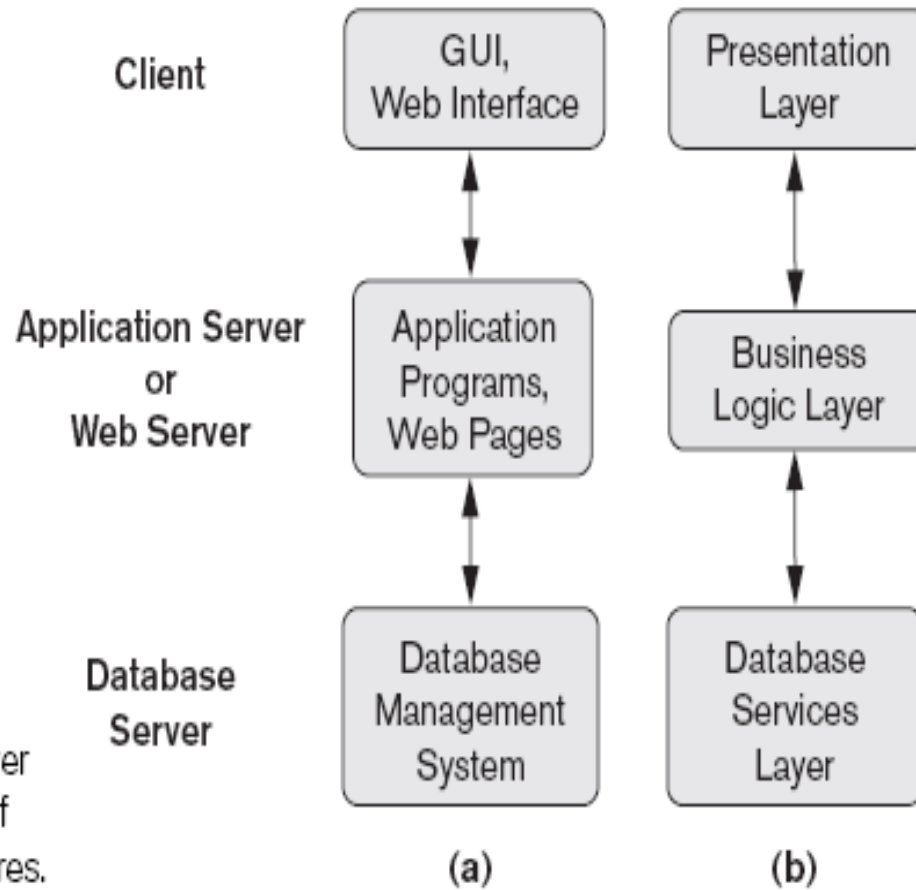 Client
GUI,
Web Interface
Presentation
Layer
Application Server
or
Web Server
Application
Programs,
Web Pages
Business
Logic Layer
Database
Server
Database
Management
System
Database
Services
Layer
(a)
(b)